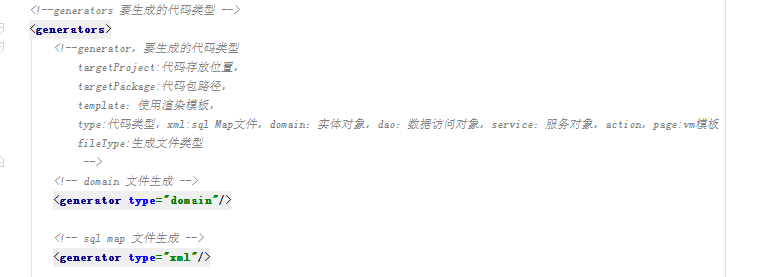 <!--generators 要生成的代码类型 -->
<generators>
<!--generator，要生成的代码类型
targetProject:代码存放位置，
targetPackage:代码包路径，
template：使用渲染模板，
type:代码类型，xml:sql Map文件，domain：实体对象，dao：数据访问对象，service：服务对象，action，page:vm模板
fileType:生成文件类型
-->
<!-- domain 文件生成 -->
<generator type="domain"/>
<!-- sql map 文件生成 -->
<generator type="xml"/>